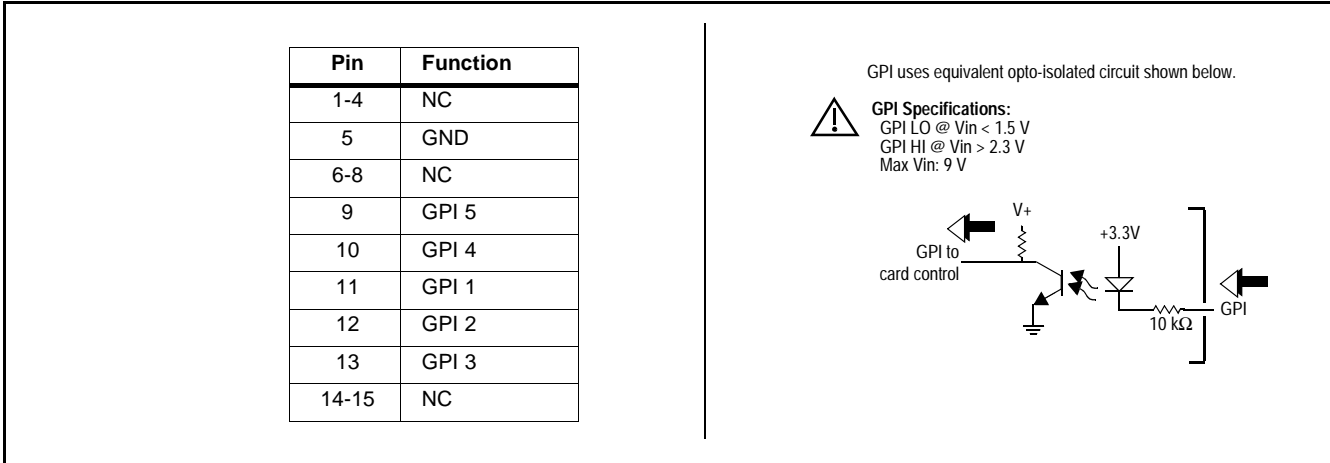 Pin Function
1-4 NC
5 GND
6-8 NC
9 GPI 5
10 GPI 4
11 GPI 1
12 GPI 2
13 GPI 3
14-15 NC
GPI uses equivalent opto-isolated circuit shown below.
GPI Specifications:
GPI LO @ Vin < 1.5 V
GPI HI @ Vin > 2.3 V
Max Vin: 9 V
V+
+3.3V
GPI to
card control
10 kΩ
GPI